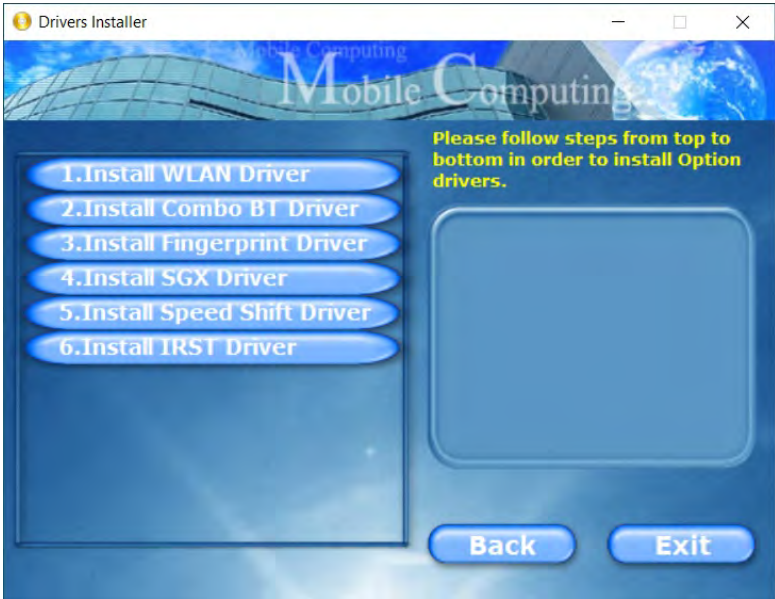 Drivers Installer
Mobile Computing
Mobile Computing
Please follow steps from top to
bottom in order to install Option
drivers.
1.Install WLAN Driver
2.Install Combo BT Driver
3.Install Fingerprint Driver
4.Install SGX Driver
5.Install Speed Shift Driver
6.Install IRST Driver
Back
Exit